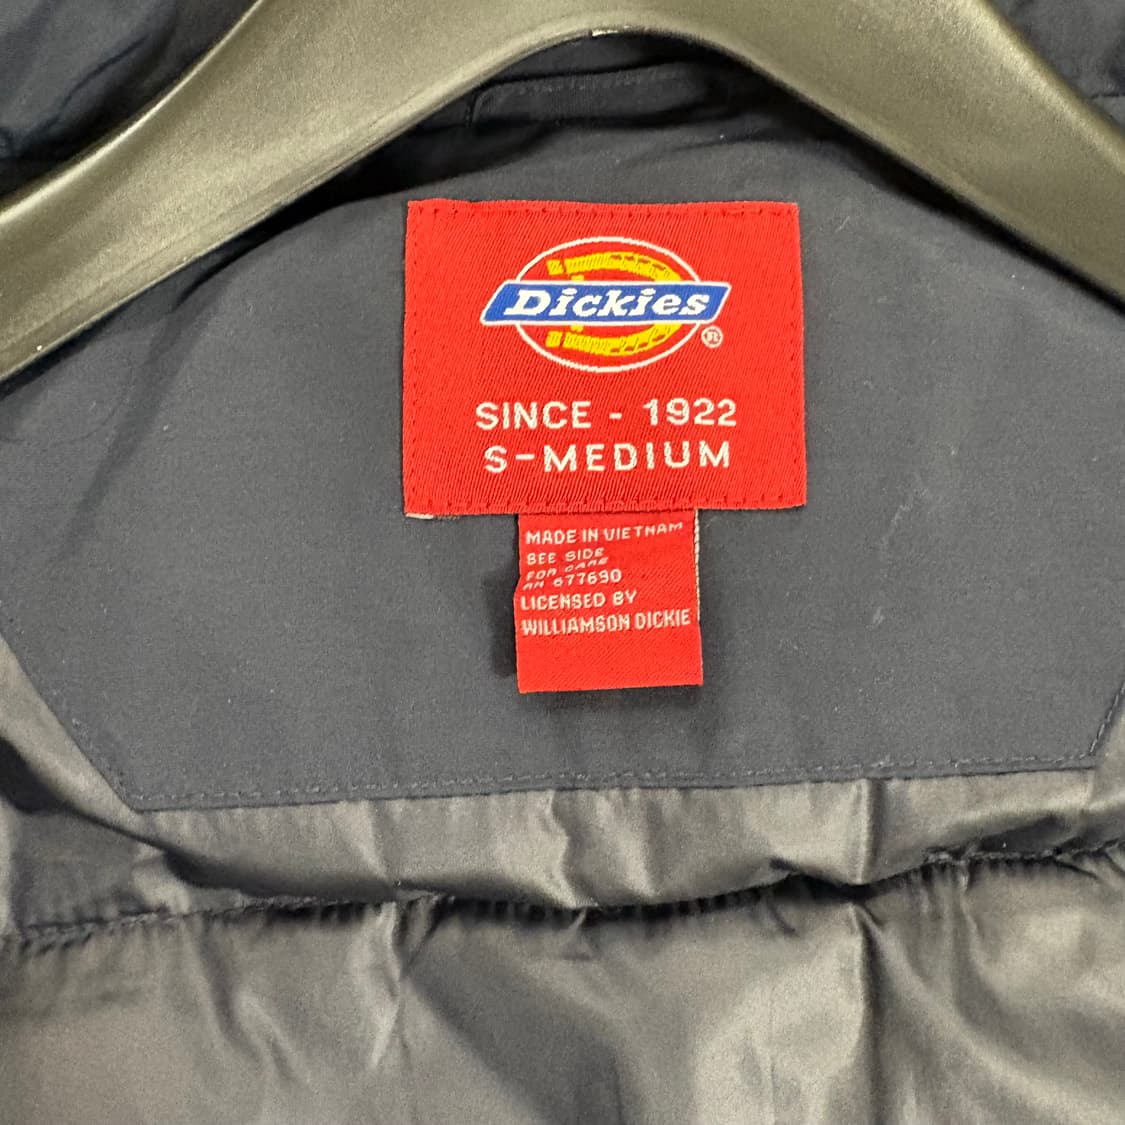 Dickies
®
SINCE - 1922
S-MEDIUM
MADE IN VIETNAM
SEE SIDE
FOR CARE
RN 677690
LICENSED BY
WILLIAMSON DICKIE